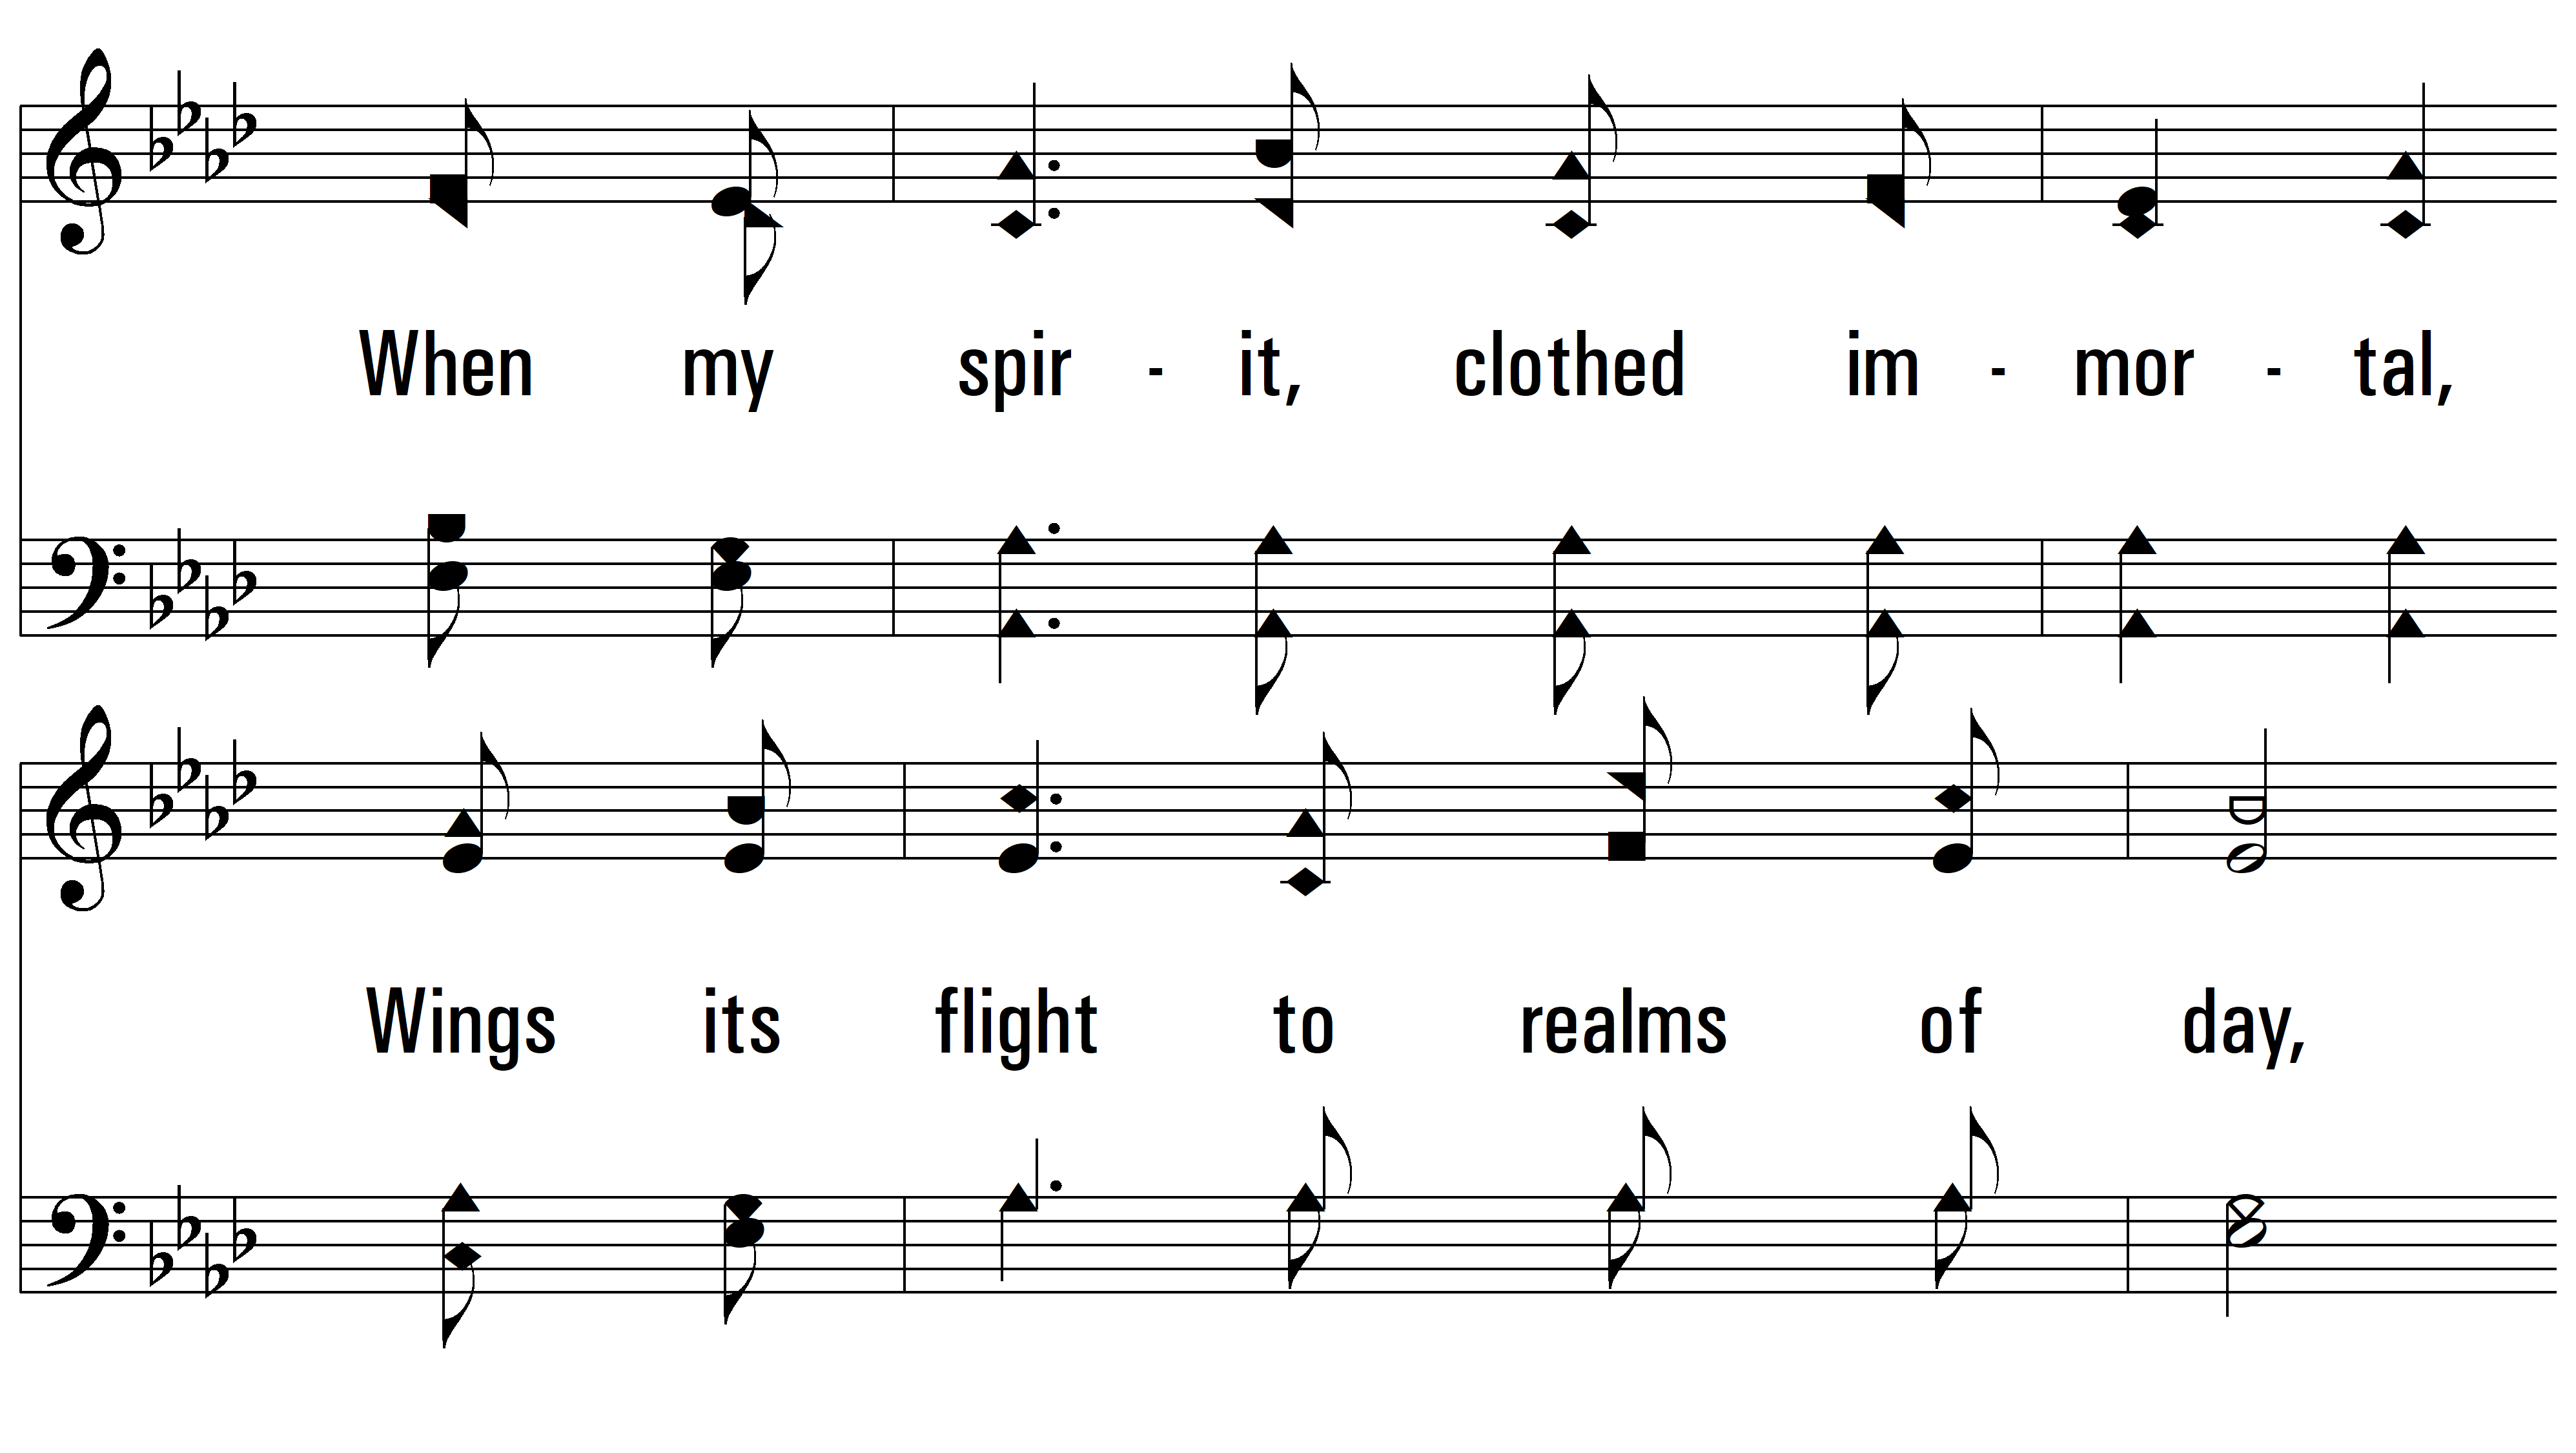 When my spir - it, clothed im - mor - tal,
Wings its flight to realms of day,